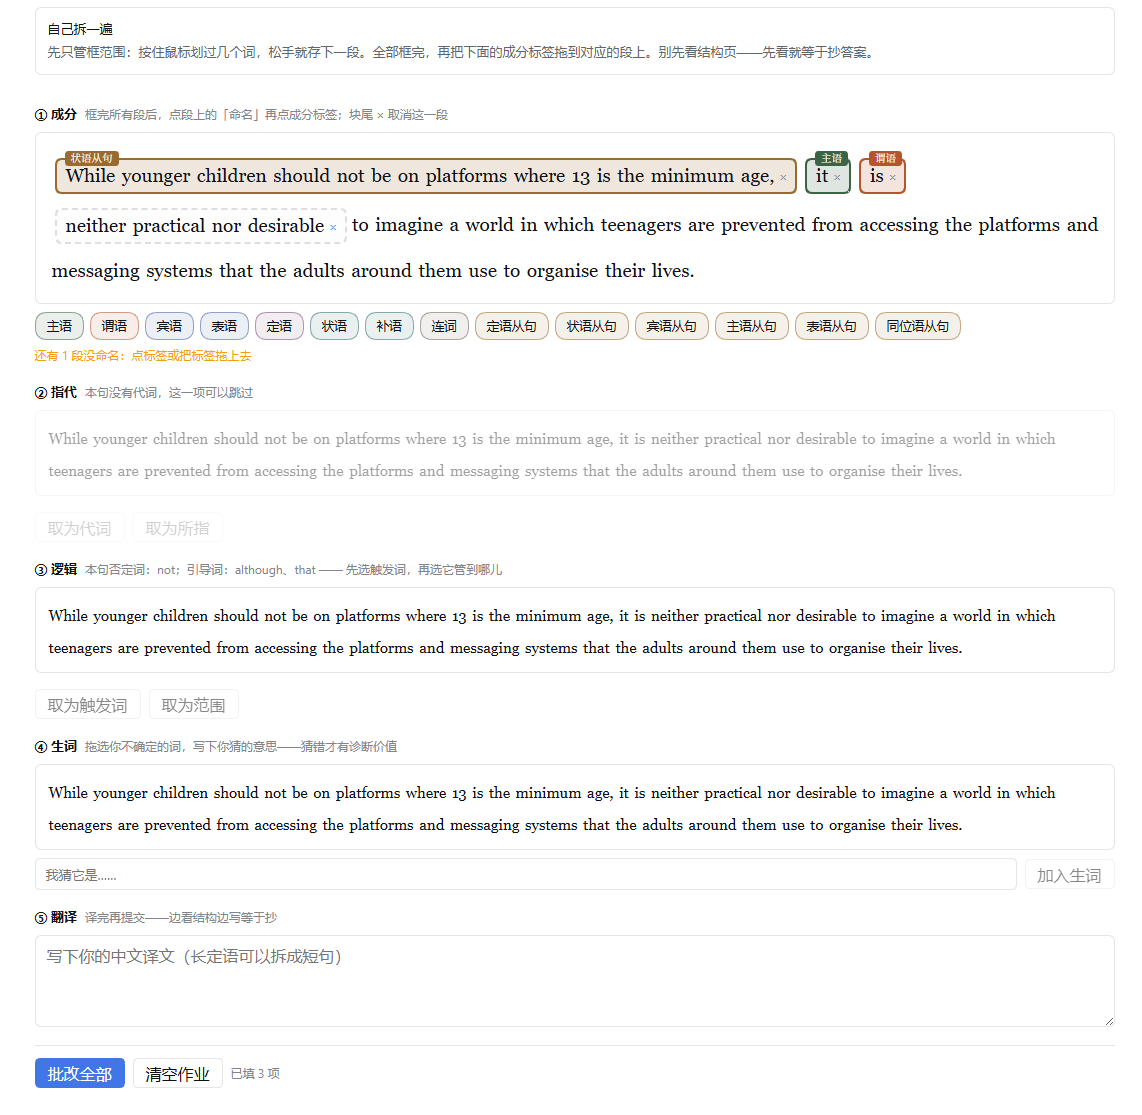 自己拆一遍
先只管框范围：按住鼠标划过几个词，松手就存下一段。全部框完，再把下面的成分标签拖到对应的段上。别先看结构页——先看就等于抄答案。
① 成分 框完所有段后，点段上的「命名」再点成分标签；块尾 × 取消这一段
状语从句 主语 谓语
While younger children should not be on platforms where 13 is the minimum age, × it × is ×
neither practical nor desirable × to imagine a world in which teenagers are prevented from accessing the platforms and
messaging systems that the adults around them use to organise their lives.
主语 谓语 宾语 表语 定语 状语 补语 连词 定语从句 状语从句 宾语从句 主语从句 表语从句 同位语从句
还有 1 段没命名：点标签或把标签拖上去
② 指代 本句没有代词，这一项可以跳过
While younger children should not be on platforms where 13 is the minimum age, it is neither practical nor desirable to imagine a world in which
teenagers are prevented from accessing the platforms and messaging systems that the adults around them use to organise their lives.
取为代词 取为所指
③ 逻辑 本句否定词：not；引导词：although、that —— 先选触发词，再选它管到哪儿
While younger children should not be on platforms where 13 is the minimum age, it is neither practical nor desirable to imagine a world in which
teenagers are prevented from accessing the platforms and messaging systems that the adults around them use to organise their lives.
取为触发词 取为范围
④ 生词 拖选你不确定的词，写下你猜的意思——猜错才有诊断价值
While younger children should not be on platforms where 13 is the minimum age, it is neither practical nor desirable to imagine a world in which
teenagers are prevented from accessing the platforms and messaging systems that the adults around them use to organise their lives.
我猜它是…… 加入生词
⑤ 翻译 译完再提交——边看结构边写等于抄
写下你的中文译文（长定语可以拆成短句）
批改全部 清空作业 已填 3 项